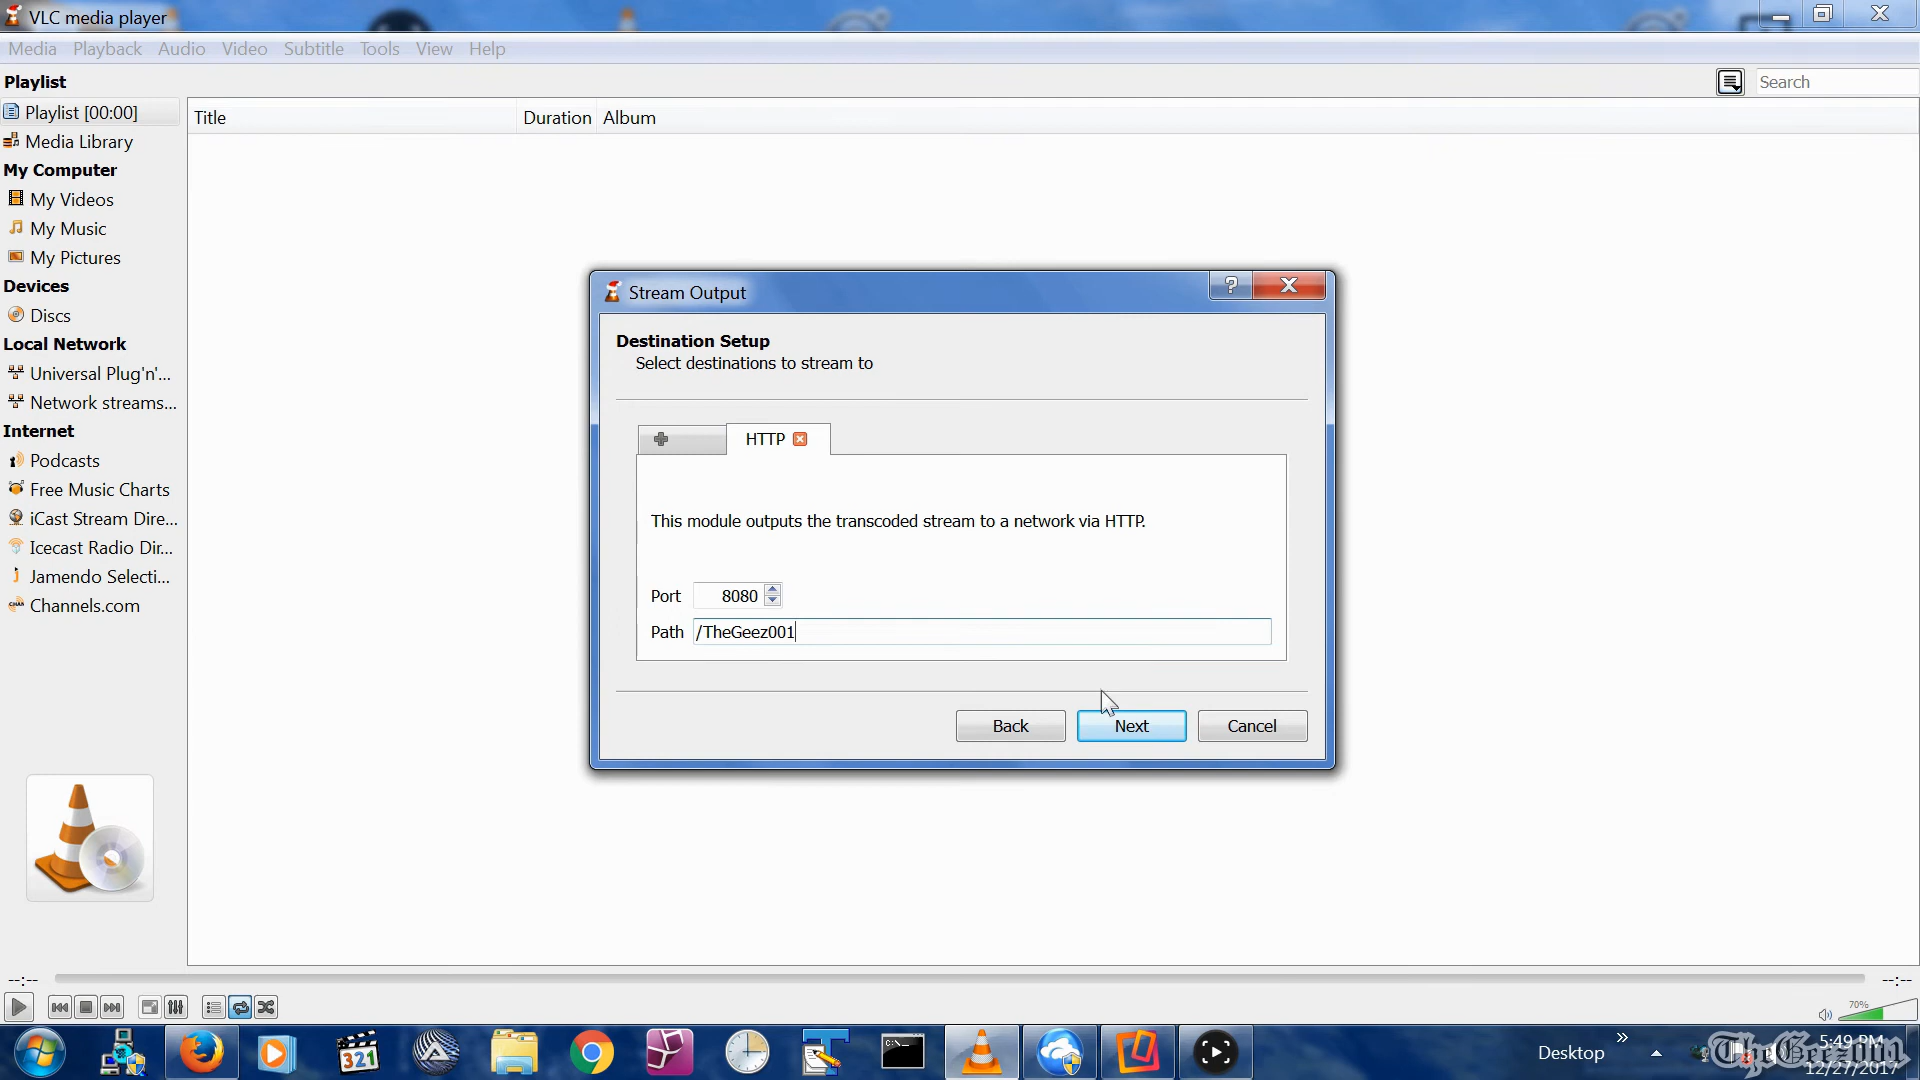 VLC media player
Media Playback Audio Video Subtitle Tools View Help
Playlist
Search
Playlist [00:00]
Media Library
My Computer
My Videos
My Music
My Pictures
Devices
Discs
Local Network
Universal Plug'n'...
Network streams...
Internet
Podcasts
Free Music Charts
iCast Stream Dire...
Icecast Radio Dir...
Jamendo Selecti...
Channels.com
Title Duration Album
Stream Output
?
Destination Setup
Select destinations to stream to
HTTP
This module outputs the transcoded stream to a network via HTTP.
Port 8080
Path /TheGeez001
Back Next Cancel
--:-- --:--
70%
321
C:\
Desktop
5:49 PM
12/27/2017